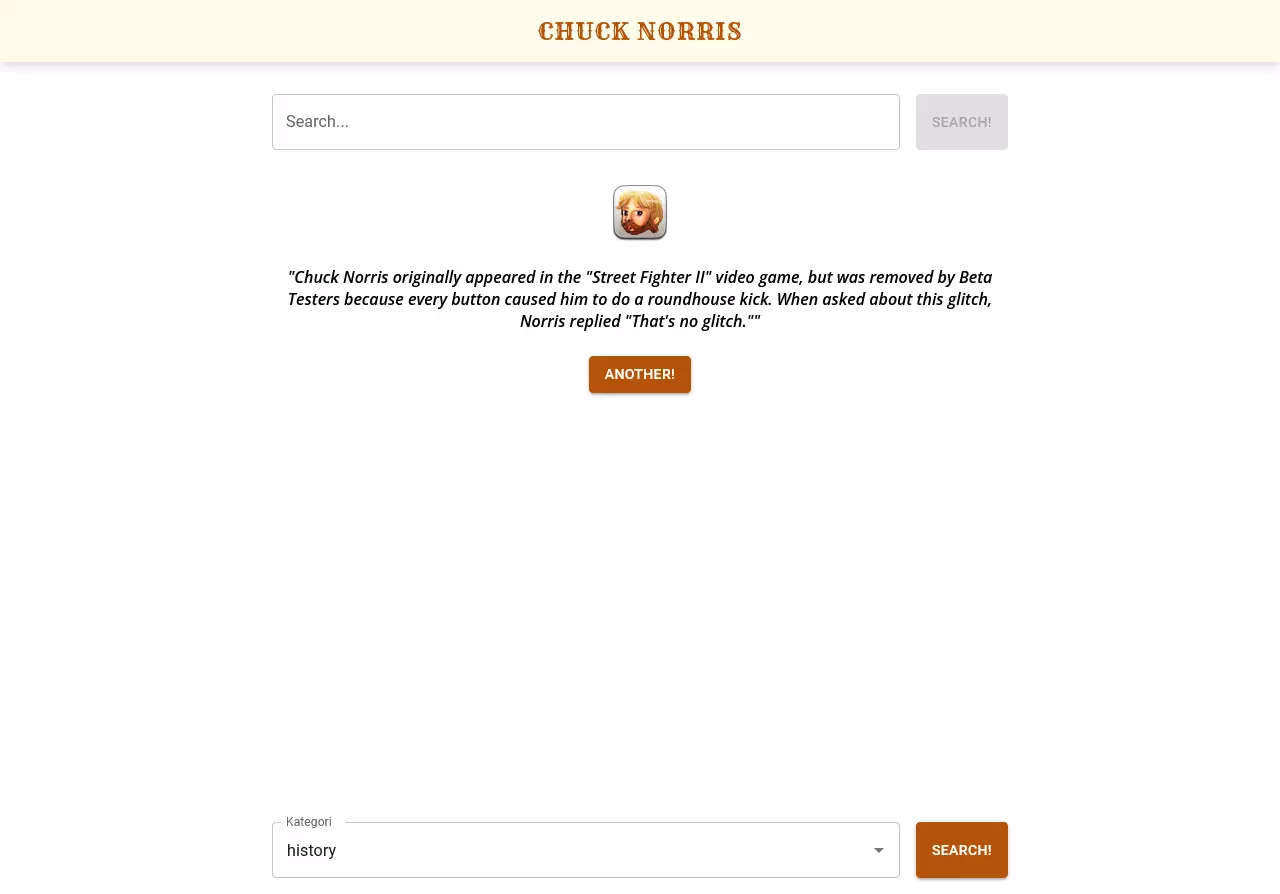 CHUCK NORRIS
Search...
SEARCH!
"Chuck Norris originally appeared in the "Street Fighter II" video game, but was removed by Beta
Testers because every button caused him to do a roundhouse kick. When asked about this glitch,
Norris replied "That's no glitch.""
ANOTHER!
Kategori
history
SEARCH!